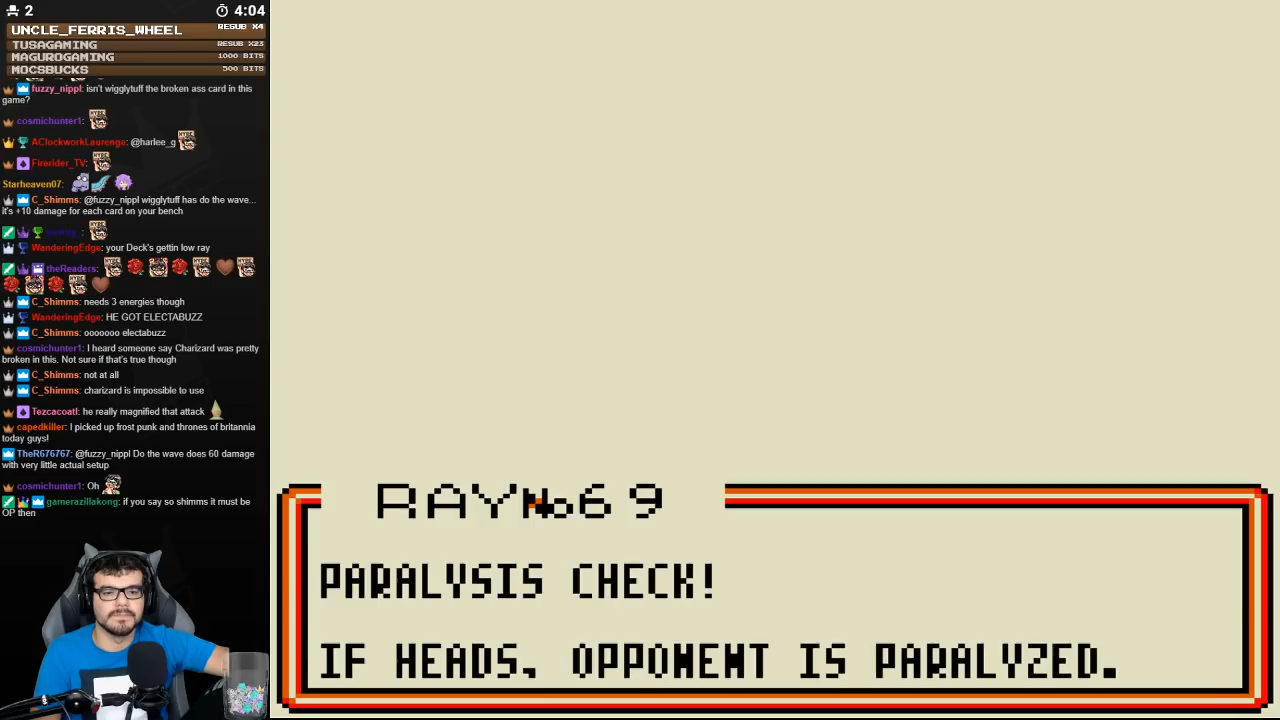 2
4:04
UNCLE_FERRIS_WHEEL RESUB X4
TUSAGAMING RESUB X23
MAGUROGAMING 1000 BITS
MOCSBUCKS 500 BITS
fuzzy_nippl: isn't wigglytuff the broken ass card in this
game?
cosmichunter1:
AClockworkLaurenge: @harlee_g
Firerider_TV:
Starheaven07:
C_Shimms: @fuzzy_nippl wigglytuff has do the wave...
it's +10 damage for each card on your bench
WanderingEdge: your Deck's gettin low ray
theReaders:
C_Shimms: needs 3 energies though
WanderingEdge: HE GOT ELECTABUZZ
C_Shimms: ooooooo electabuzz
cosmichunter1: I heard someone say Charizard was pretty
broken in this. Not sure if that's true though
C_Shimms: not at all
C_Shimms: charizard is impossible to use
Tezcacoatl: he really magnified that attack
capedkiller: I picked up frost punk and thrones of britannia
today guys!
TheR676767: @fuzzy_nippl Do the wave does 60 damage
with very little actual setup
cosmichunter1: Oh
gamerazillakong: if you say so shimms it must be
OP then
RAY№69
PARALYSIS CHECK!
IF HEADS, OPPONENT IS PARALYZED.